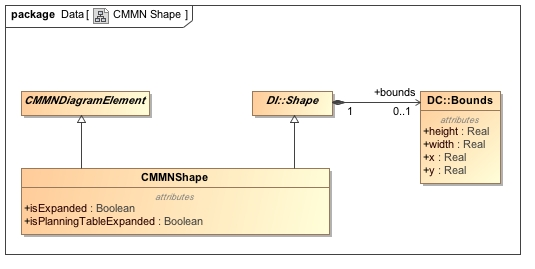 package Data [ CMMN Shape ]
CMMNDiagramElement
DI::Shape
+bounds
1
0..1
DC::Bounds
attributes
+height : Real
+width : Real
+x : Real
+y : Real
CMMNShape
attributes
+isExpanded : Boolean
+isPlanningTableExpanded : Boolean